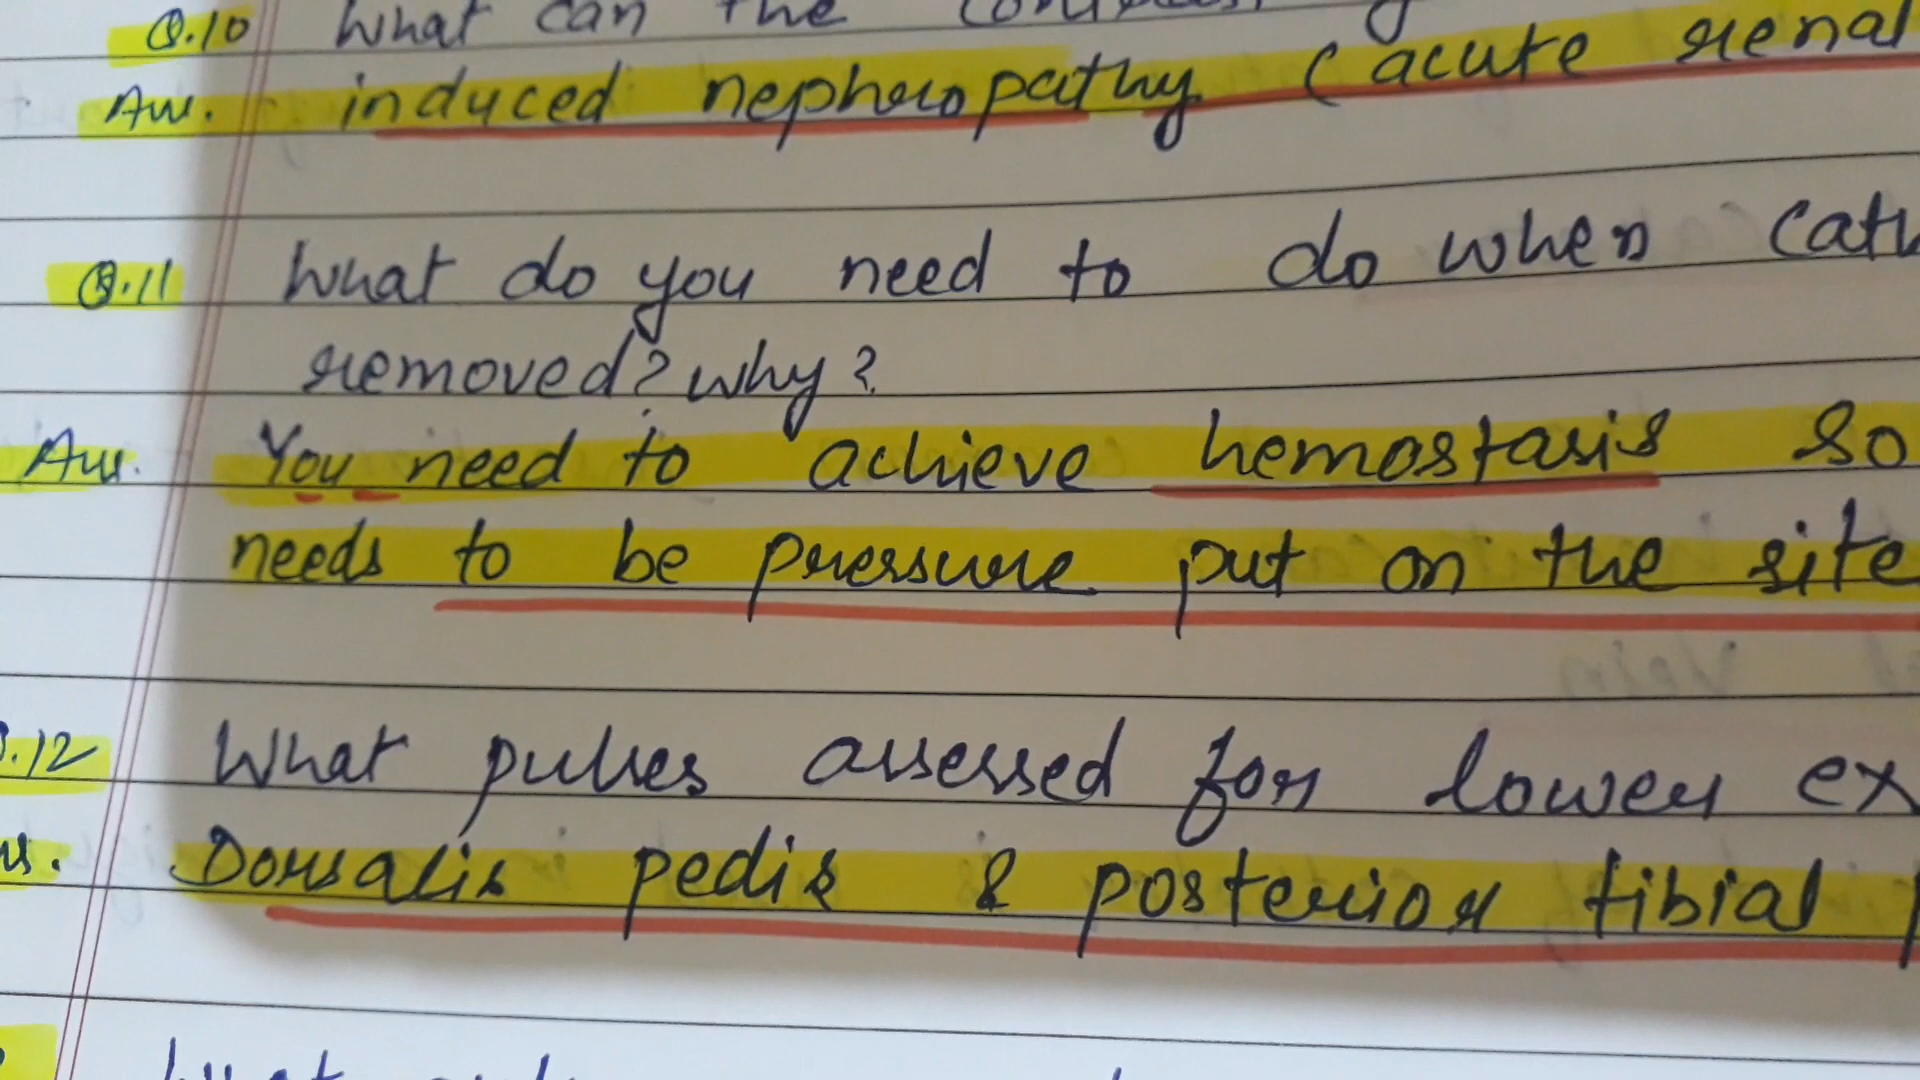 Q.10 What can the
Aw. induced nephropathy (acute renal
Q.11 What do you need to do when cath
removed? why?
Aw. You need to achieve hemostasis so
needs to be pressure put on the site
.12 What pulses assessed for lower ex
s. Dorsalis pedis & posterior tibial p